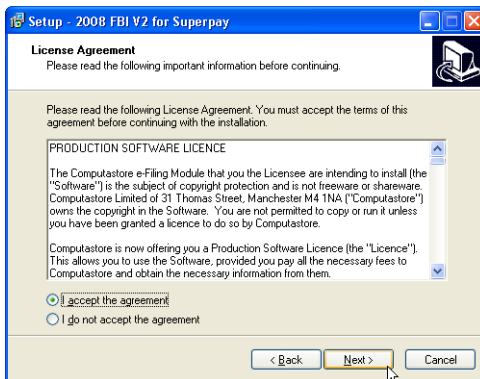 Setup - 2008 FBI V2 for Superpay
License Agreement
Please read the following important information before continuing.
Please read the following License Agreement. You must accept the terms of this
agreement before continuing with the installation.
PRODUCTION SOFTWARE LICENCE
The Computastore e-Filing Module that you the Licensee are intending to install (the
"Software") is the subject of copyright protection and is not freeware or shareware.
Computastore Limited of 31 Thomas Street, Manchester M4 1NA ("Computastore")
owns the copyright in the Software. You are not permitted to copy or run it unless
you have been granted a licence to do so by Computastore.
Computastore is now offering you a Production Software Licence (the "Licence").
This allows you to use the Software, provided you pay all the necessary fees to
Computastore and obtain the necessary information from them.
I accept the agreement
I do not accept the agreement
< Back
Next >
Cancel